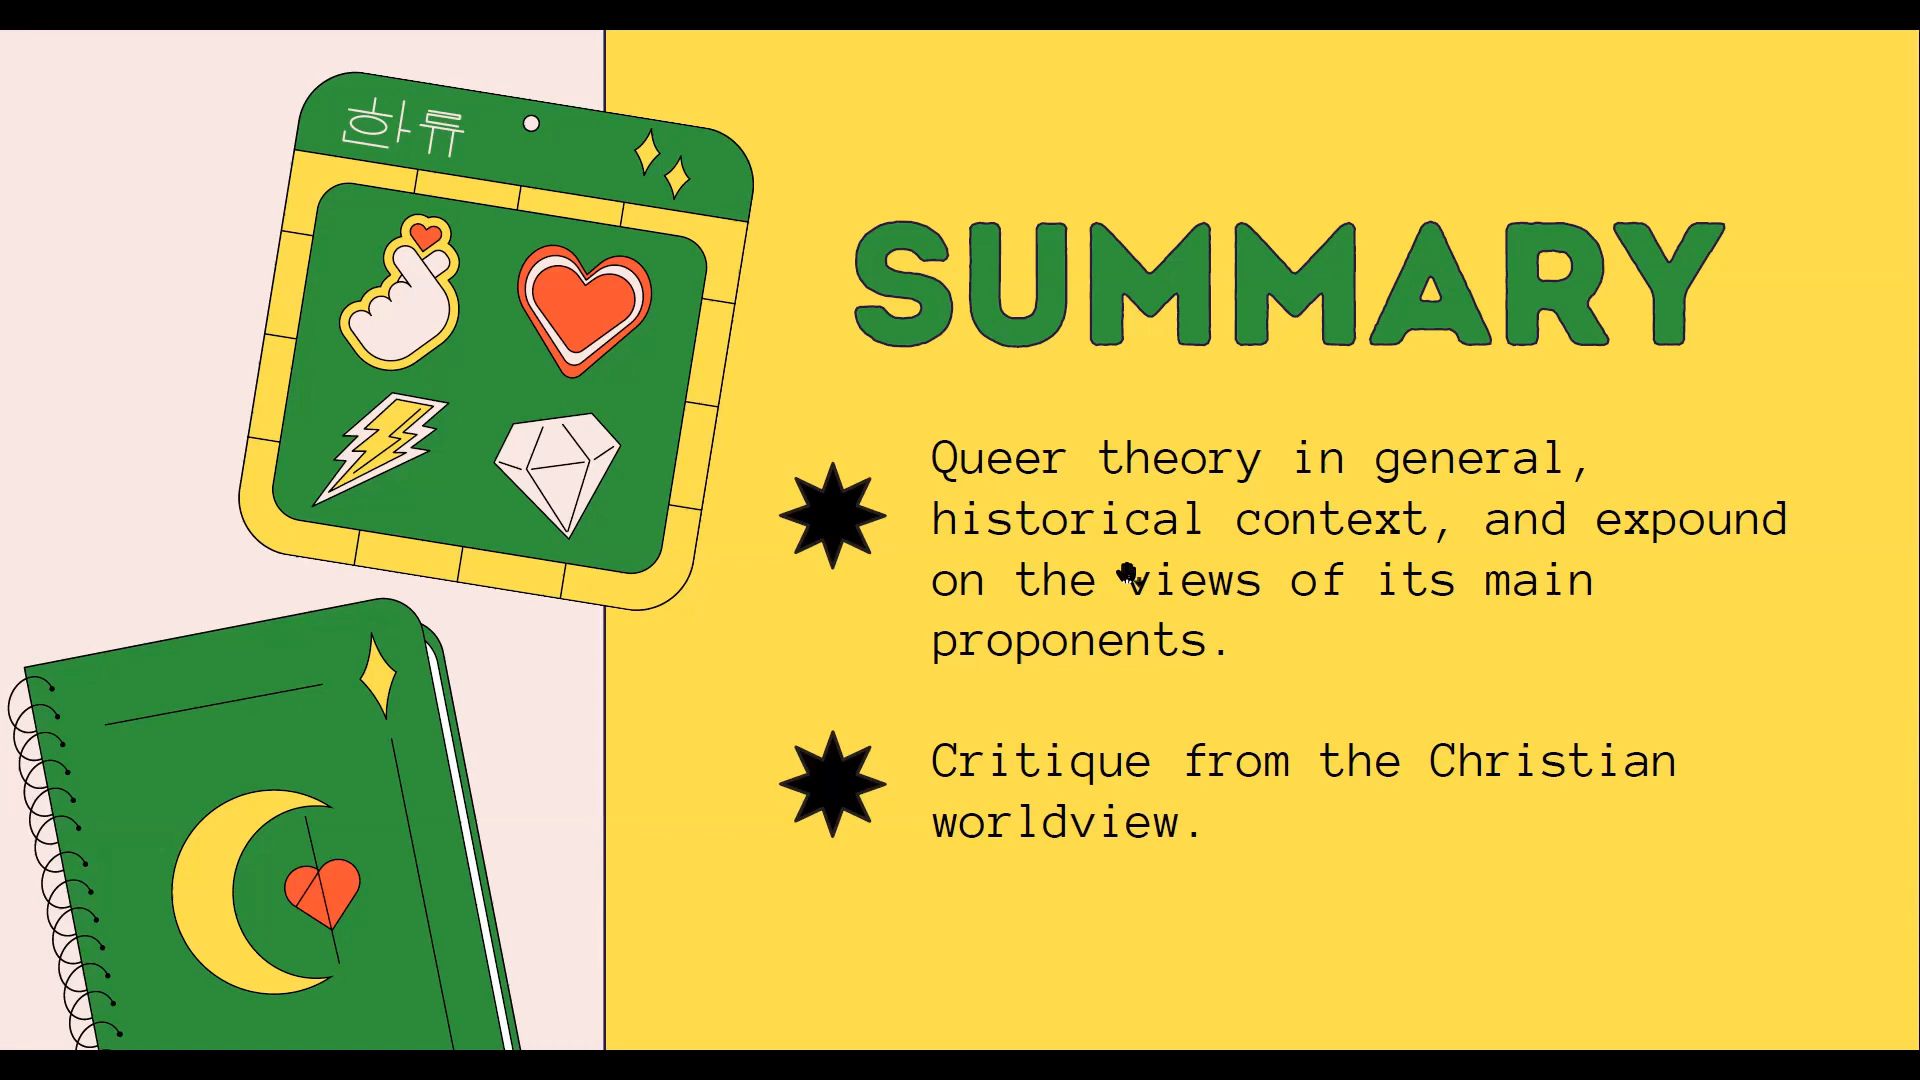 한류
SUMMARY
Queer theory in general,
historical context, and expound
on the views of its main
proponents.
Critique from the Christian
worldview.